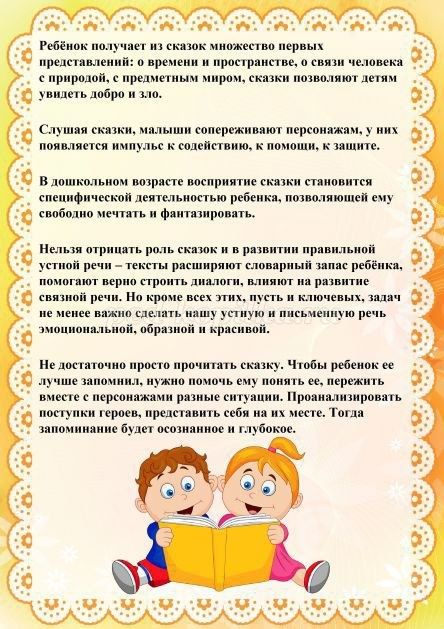 Ребёнок получает из сказок множество первых
представлений: о времени и пространстве, о связи человека
с природой, с предметным миром, сказки позволяют детям
увидеть добро и зло.
Слушая сказки, малыши сопереживают персонажам, у них
появляется импульс к содействию, к помощи, к защите.
В дошкольном возрасте восприятие сказки становится
специфической деятельностью ребенка, позволяющей ему
свободно мечтать и фантазировать.
Нельзя отрицать роль сказок и в развитии правильной
устной речи – тексты расширяют словарный запас ребёнка,
помогают верно строить диалоги, влияют на развитие
связной речи. Но кроме всех этих, пусть и ключевых, задач
не менее важно сделать нашу устную и письменную речь
эмоциональной, образной и красивой.
Не достаточно просто прочитать сказку. Чтобы ребенок ее
лучше запомнил, нужно помочь ему понять ее, пережить
вместе с персонажами разные ситуации. Проанализировать
поступки героев, представить себя на их месте. Тогда
запоминание будет осознанное и глубокое.